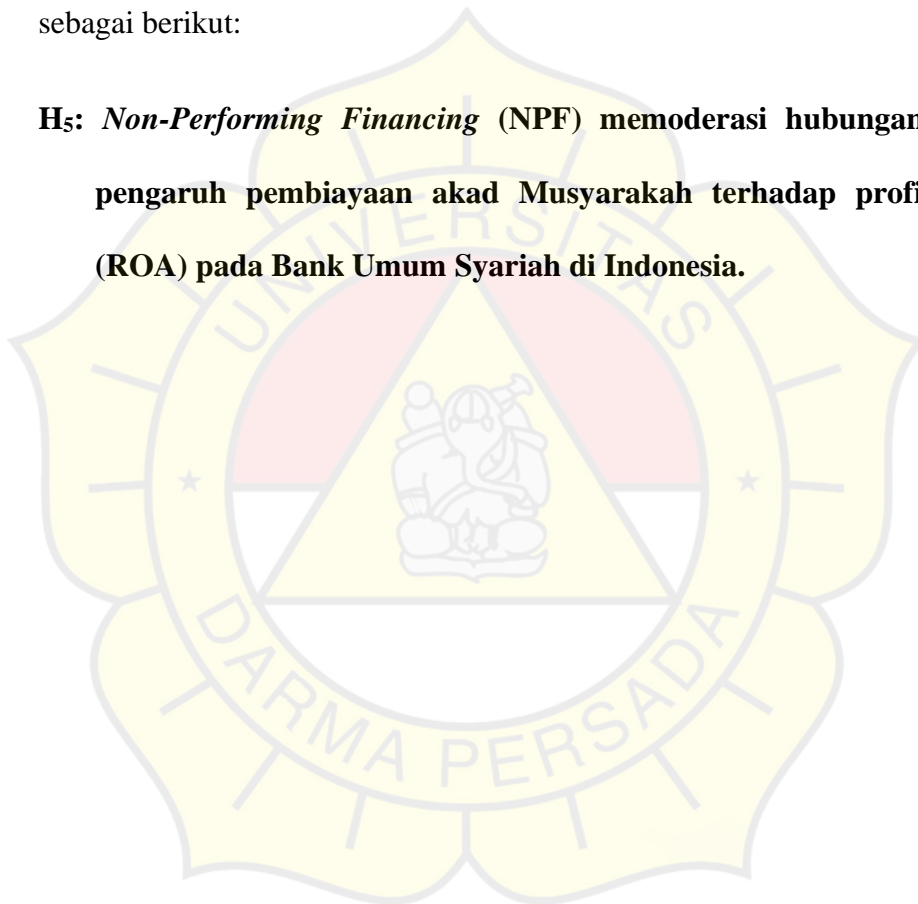 sebagai berikut:
H₅: Non-Performing Financing (NPF) memoderasi hubungan
pengaruh pembiayaan akad Musyarakah terhadap profi
(ROA) pada Bank Umum Syariah di Indonesia.
UNIVERSITAS
DARMA PERSADA